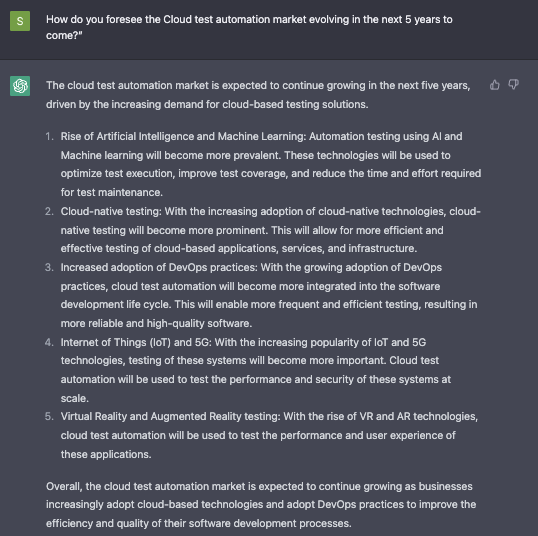 S
How do you foresee the Cloud test automation market evolving in the next 5 years to
come?"
The cloud test automation market is expected to continue growing in the next five years,
driven by the increasing demand for cloud-based testing solutions.
1. Rise of Artificial Intelligence and Machine Learning: Automation testing using AI and
Machine learning will become more prevalent. These technologies will be used to
optimize test execution, improve test coverage, and reduce the time and effort required
for test maintenance.
2. Cloud-native testing: With the increasing adoption of cloud-native technologies, cloud-
native testing will become more prominent. This will allow for more efficient and
effective testing of cloud-based applications, services, and infrastructure.
3. Increased adoption of DevOps practices: With the growing adoption of DevOps
practices, cloud test automation will become more integrated into the software
development life cycle. This will enable more frequent and efficient testing, resulting in
more reliable and high-quality software.
4. Internet of Things (IoT) and 5G: With the increasing popularity of IoT and 5G
technologies, testing of these systems will become more important. Cloud test
automation will be used to test the performance and security of these systems at
scale.
5. Virtual Reality and Augmented Reality testing: With the rise of VR and AR technologies,
cloud test automation will be used to test the performance and user experience of
these applications.
Overall, the cloud test automation market is expected to continue growing as businesses
increasingly adopt cloud-based technologies and adopt DevOps practices to improve the
efficiency and quality of their software development processes.